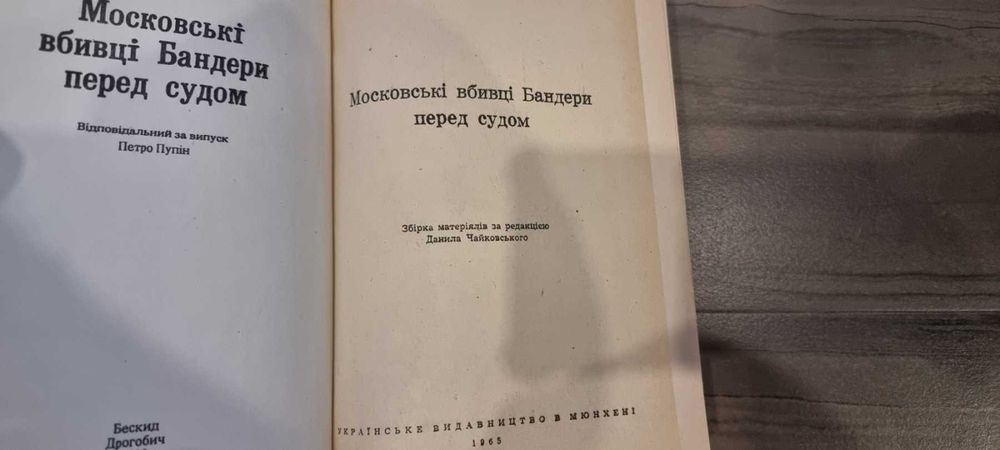 Московські
вбивці Бандери
перед судом
Відповідальний за випуск
Петро Пупін
Бескид
Дрогобич
Московські вбивці Бандери
перед судом
Збірка матеріялів за редакцією
Данила Чайковського
УКРАЇНСЬКЕ ВИДАВНИЦТВО В МЮНХЕНІ
1965